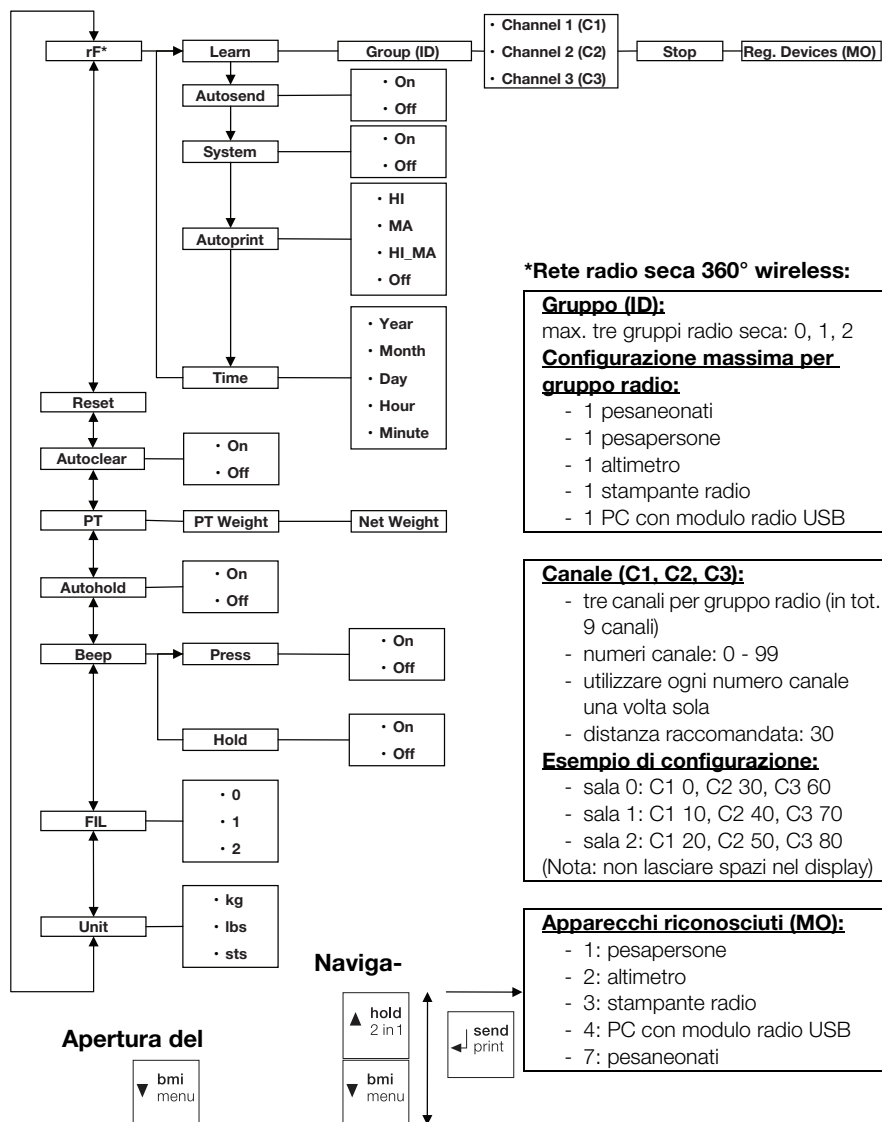 rF*
Learn
Group (ID)
• Channel 1 (C1)
• Channel 2 (C2)
• Channel 3 (C3)
Stop
Reg. Devices (MO)
Autosend
• On
• Off
System
• On
• Off
Autoprint
• HI
• MA
• HI_MA
• Off
Time
• Year
• Month
• Day
• Hour
• Minute
Reset
Autoclear
• On
• Off
PT
PT Weight
Net Weight
Autohold
• On
• Off
Beep
Press
• On
• Off
Hold
• On
• Off
FIL
• 0
• 1
• 2
Unit
• kg
• lbs
• sts
*Rete radio seca 360° wireless:
Gruppo (ID):
max. tre gruppi radio seca: 0, 1, 2
Configurazione massima per
gruppo radio:
- 1 pesaneonati
- 1 pesapersone
- 1 altimetro
- 1 stampante radio
- 1 PC con modulo radio USB
Canale (C1, C2, C3):
- tre canali per gruppo radio (in tot.
9 canali)
- numeri canale: 0 - 99
- utilizzare ogni numero canale
una volta sola
- distanza raccomandata: 30
Esempio di configurazione:
- sala 0: C1 0, C2 30, C3 60
- sala 1: C1 10, C2 40, C3 70
- sala 2: C1 20, C2 50, C3 80
(Nota: non lasciare spazi nel display)
Apparecchi riconosciuti (MO):
- 1: pesapersone
- 2: altimetro
- 3: stampante radio
- 4: PC con modulo radio USB
- 7: pesaneonati
Apertura del
bmi
menu
Naviga-
hold
2 in 1
bmi
menu
send
print